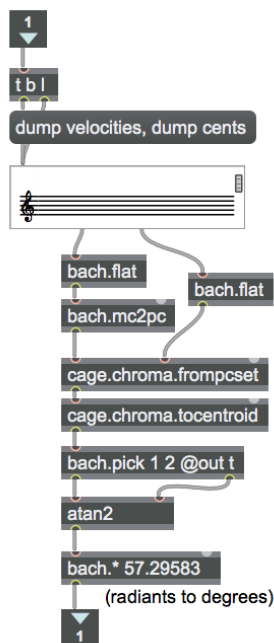 1
t b l
dump velocities, dump cents
bach.flat
bach.flat
bach.mc2pc
cage.chroma.frompcset
cage.chroma.tocentroid
bach.pick 1 2 @out t
atan2
bach.* 57.29583
(radiants to degrees)
1